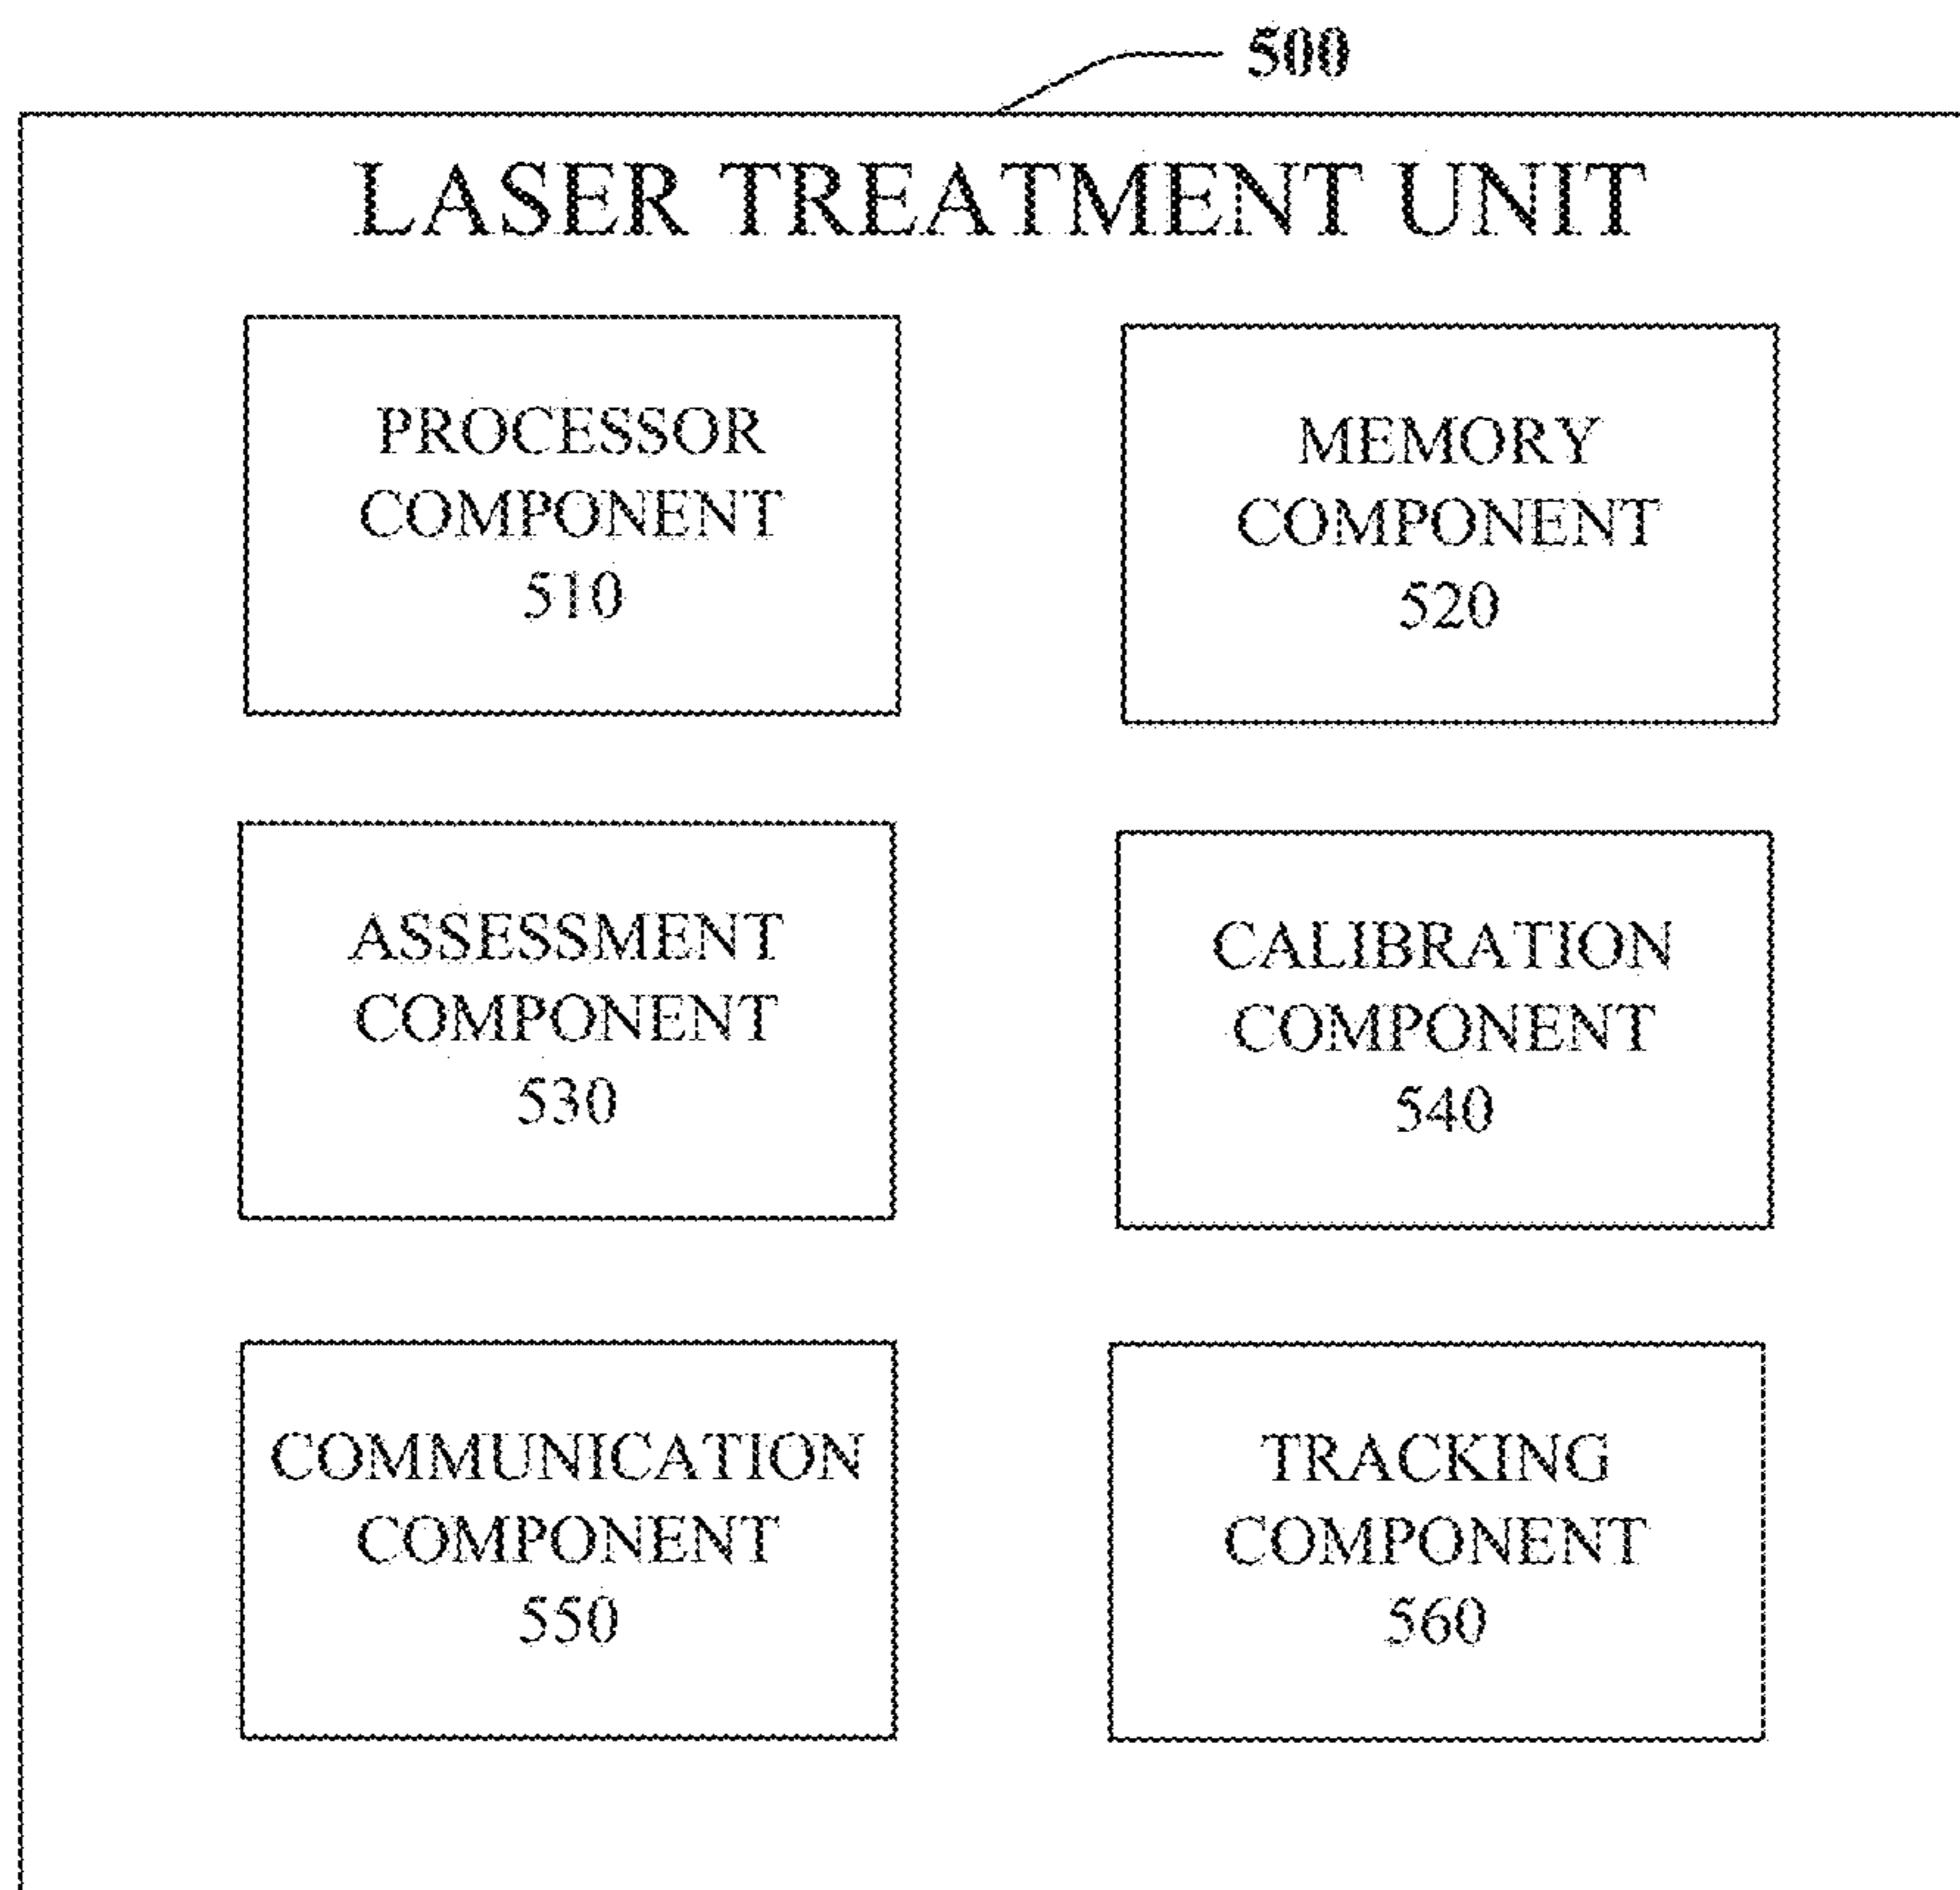 500
LASER TREATMENT UNIT
PROCESSOR
COMPONENT
510
MEMORY
COMPONENT
520
ASSESSMENT
COMPONENT
530
CALIBRATION
COMPONENT
540
COMMUNICATION
COMPONENT
550
TRACKING
COMPONENT
560